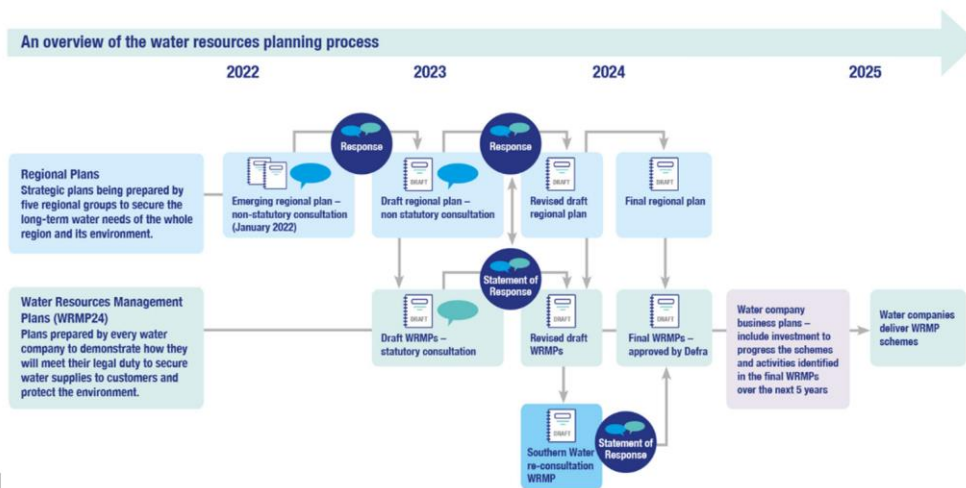 An overview of the water resources planning process
2022
2023
2024
2025
Response
Response
Regional Plans
Strategic plans being prepared by
five regional groups to secure the
long-term water needs of the whole
region and its environment.
Emerging regional plan –
non-statutory consultation
(January 2022)
DRAFT
Draft regional plan –
non statutory consultation
DRAFT
Revised draft
regional plan
DRAFT
Final regional plan
Statement of
Response
Water Resources Management
Plans (WRMP24)
Plans prepared by every water
company to demonstrate how they
will meet their legal duty to secure
water supplies to customers and
protect the environment.
DRAFT
Draft WRMPs –
statutory consultation
DRAFT
Revised draft
WRMPs
DRAFT
Final WRMPs –
approved by Defra
Water company
business plans –
include investment to
progress the schemes
and activities identified
in the final WRMPs
over the next 5 years
Water companies
deliver WRMP
schemes
DRAFT
Southern Water
re-consultation
WRMP
Statement of
Response